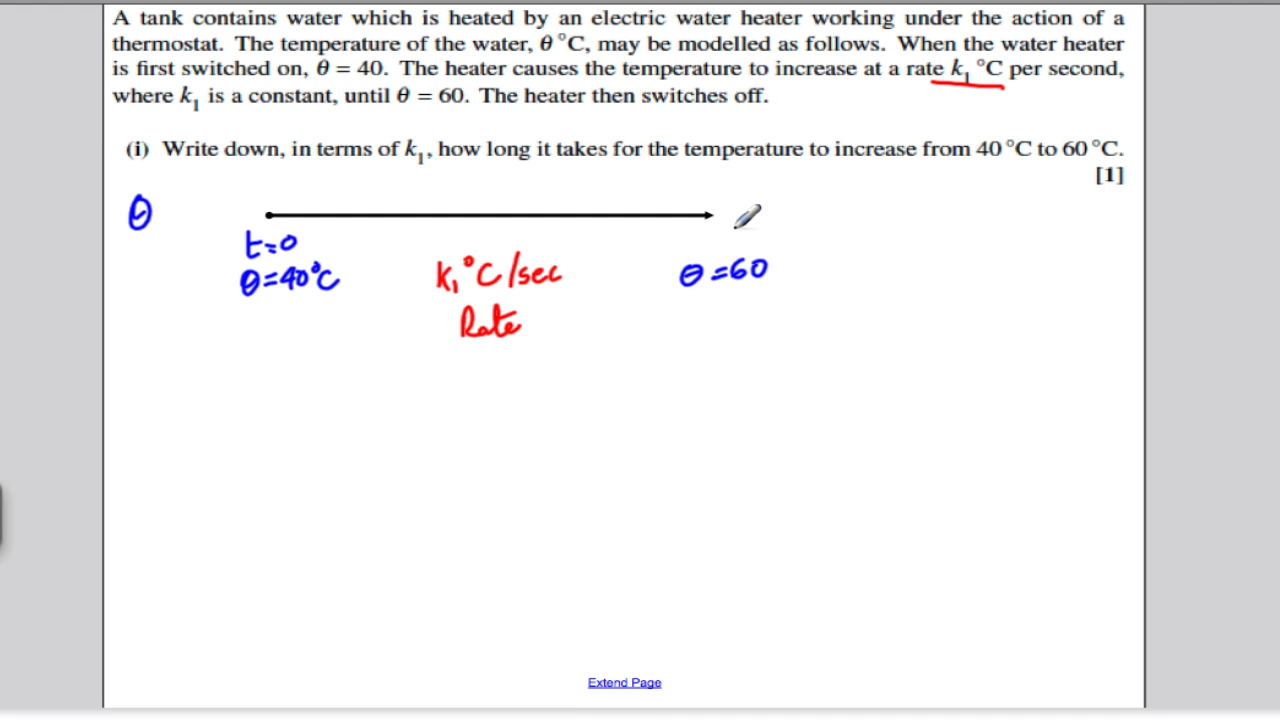 A tank contains water which is heated by an electric water heater working under the action of a
thermostat. The temperature of the water, θ °C, may be modelled as follows. When the water heater
is first switched on, θ = 40. The heater causes the temperature to increase at a rate k₁ °C per second,
where k₁ is a constant, until θ = 60. The heater then switches off.
(i) Write down, in terms of k₁, how long it takes for the temperature to increase from 40 °C to 60 °C.
[1]
θ
t=0
θ=40°C
k₁°C/sec
θ=60
Rate
Extend Page